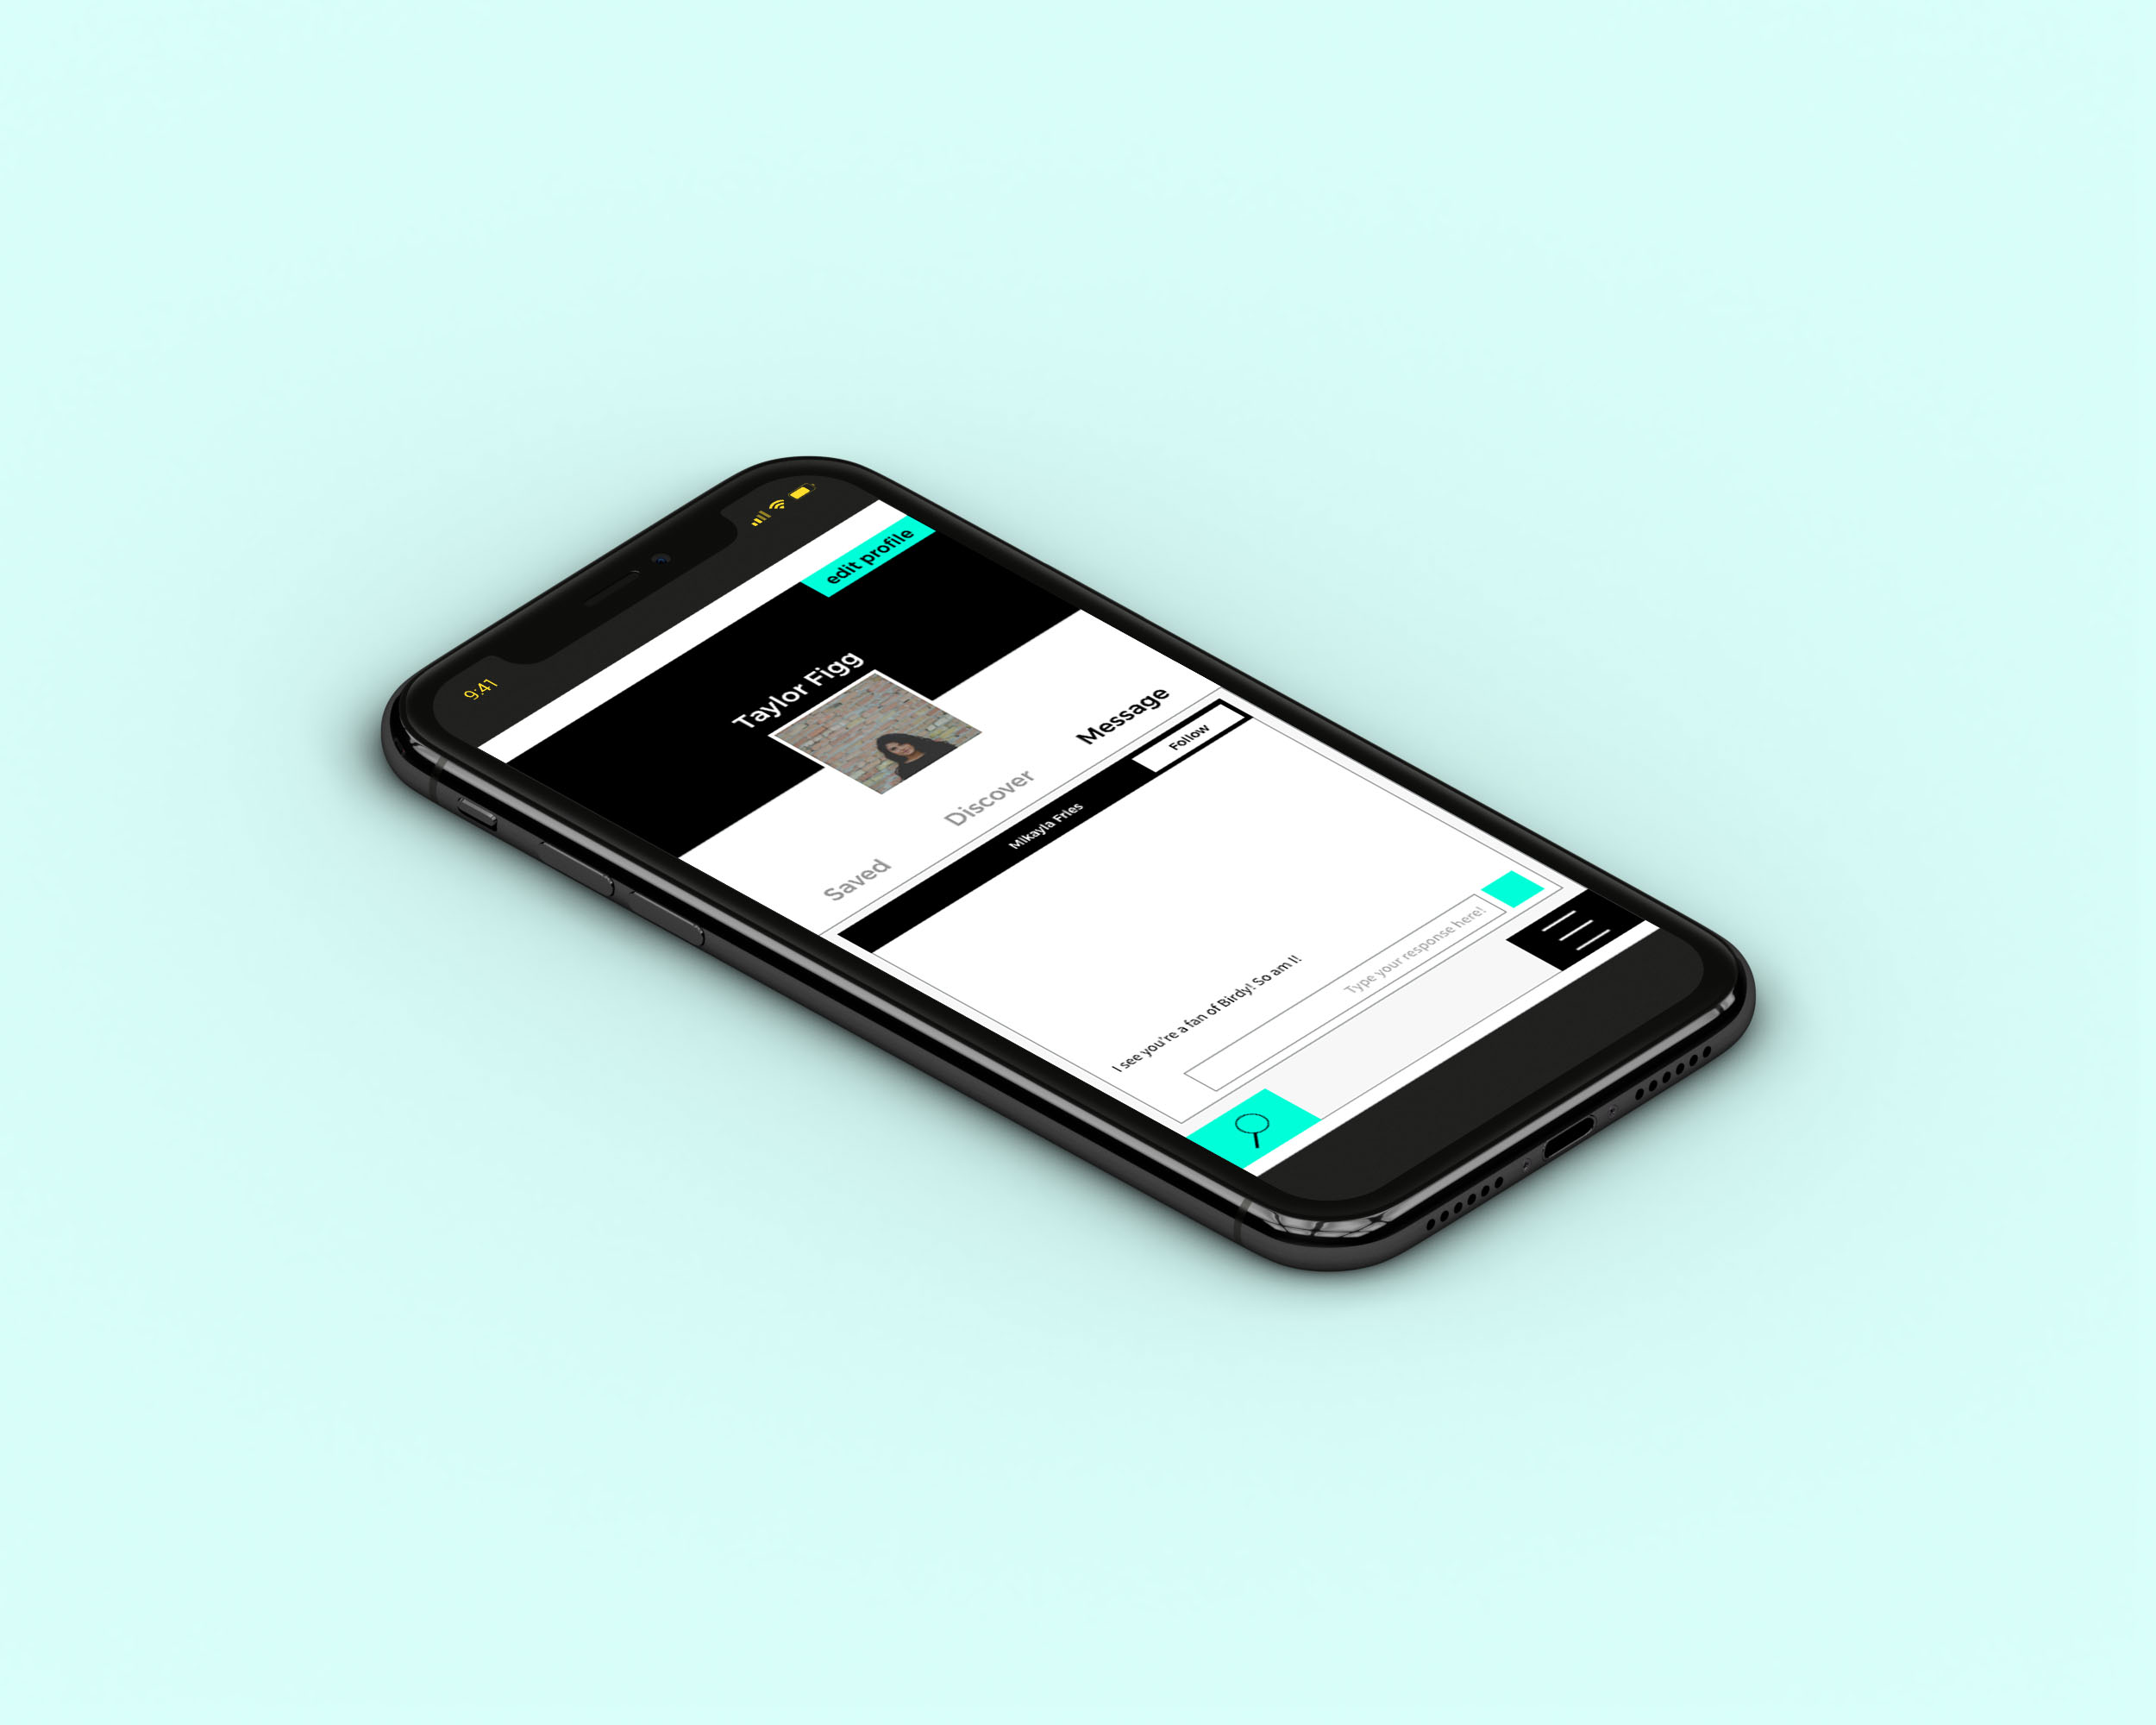 9:41
edit profile
Taylor Figg
Saved
Discover
Message
Mikayla Fries
Follow
I see you're a fan of Birdy! So am I!
Type your response here!